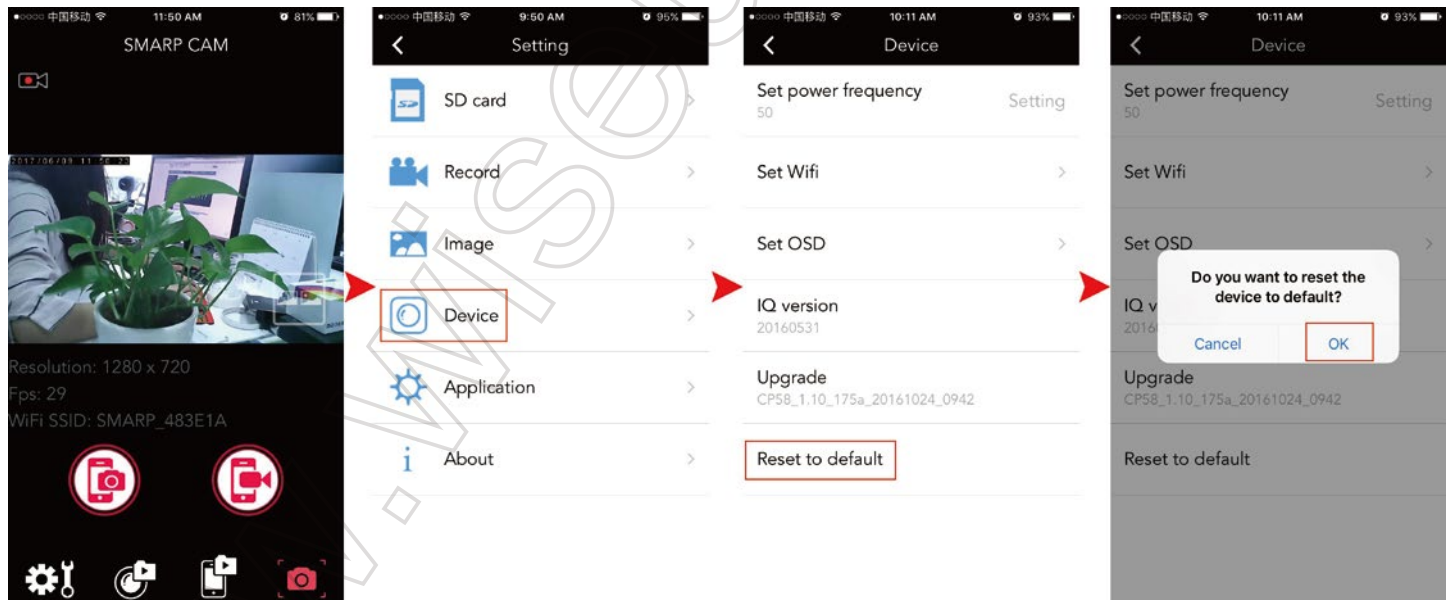 中国移动 11:50 AM 81%
SMARP CAM
2017/06/09 11:50:23
Resolution: 1280 x 720
Fps: 29
WiFi SSID: SMARP_483E1A
中国移动 9:50 AM 95%
Setting
SD card
Record
Image
Device
Application
About
中国移动 10:11 AM 93%
Device
Set power frequency
50
Setting
Set Wifi
Set OSD
IQ version
20160531
Upgrade
CP58_1.10_175a_20161024_0942
Reset to default
中国移动 10:11 AM 93%
Device
Set power frequency
50
Setting
Set Wifi
Set OSD
Do you want to reset the
device to default?
Cancel OK
Upgrade
CP58_1.10_175a_20161024_0942
Reset to default